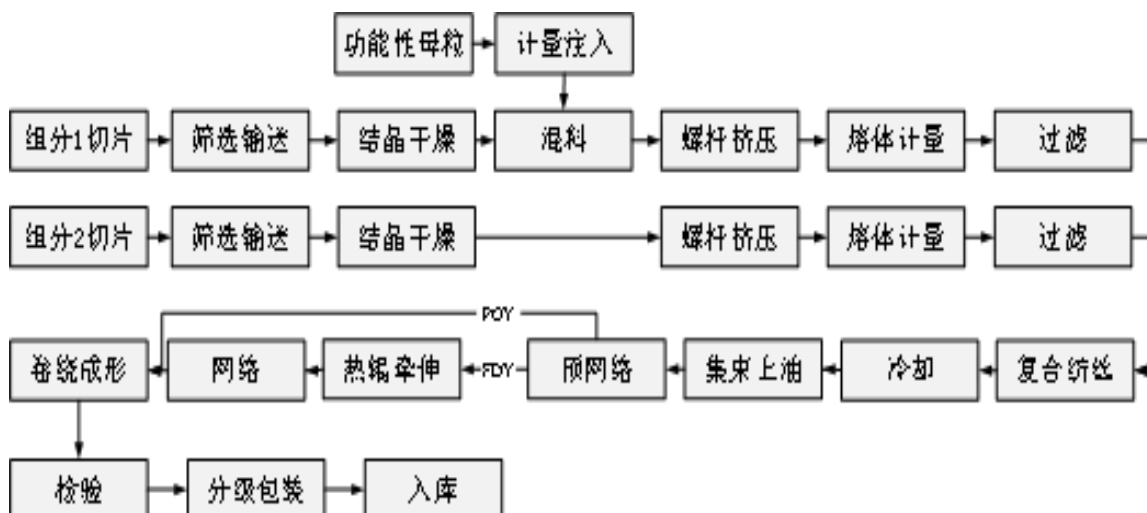 功能性母粒 计量注入
组分1切片 筛选输送 结晶干燥 混料 螺杆挤压 熔体计量 过滤
组分2切片 筛选输送 结晶干燥 螺杆挤压 熔体计量 过滤
POY
卷绕成形 网络 热辊牵伸 FDY 预网络 集束上油 冷却 复合纺丝
检验 分级包装 入库